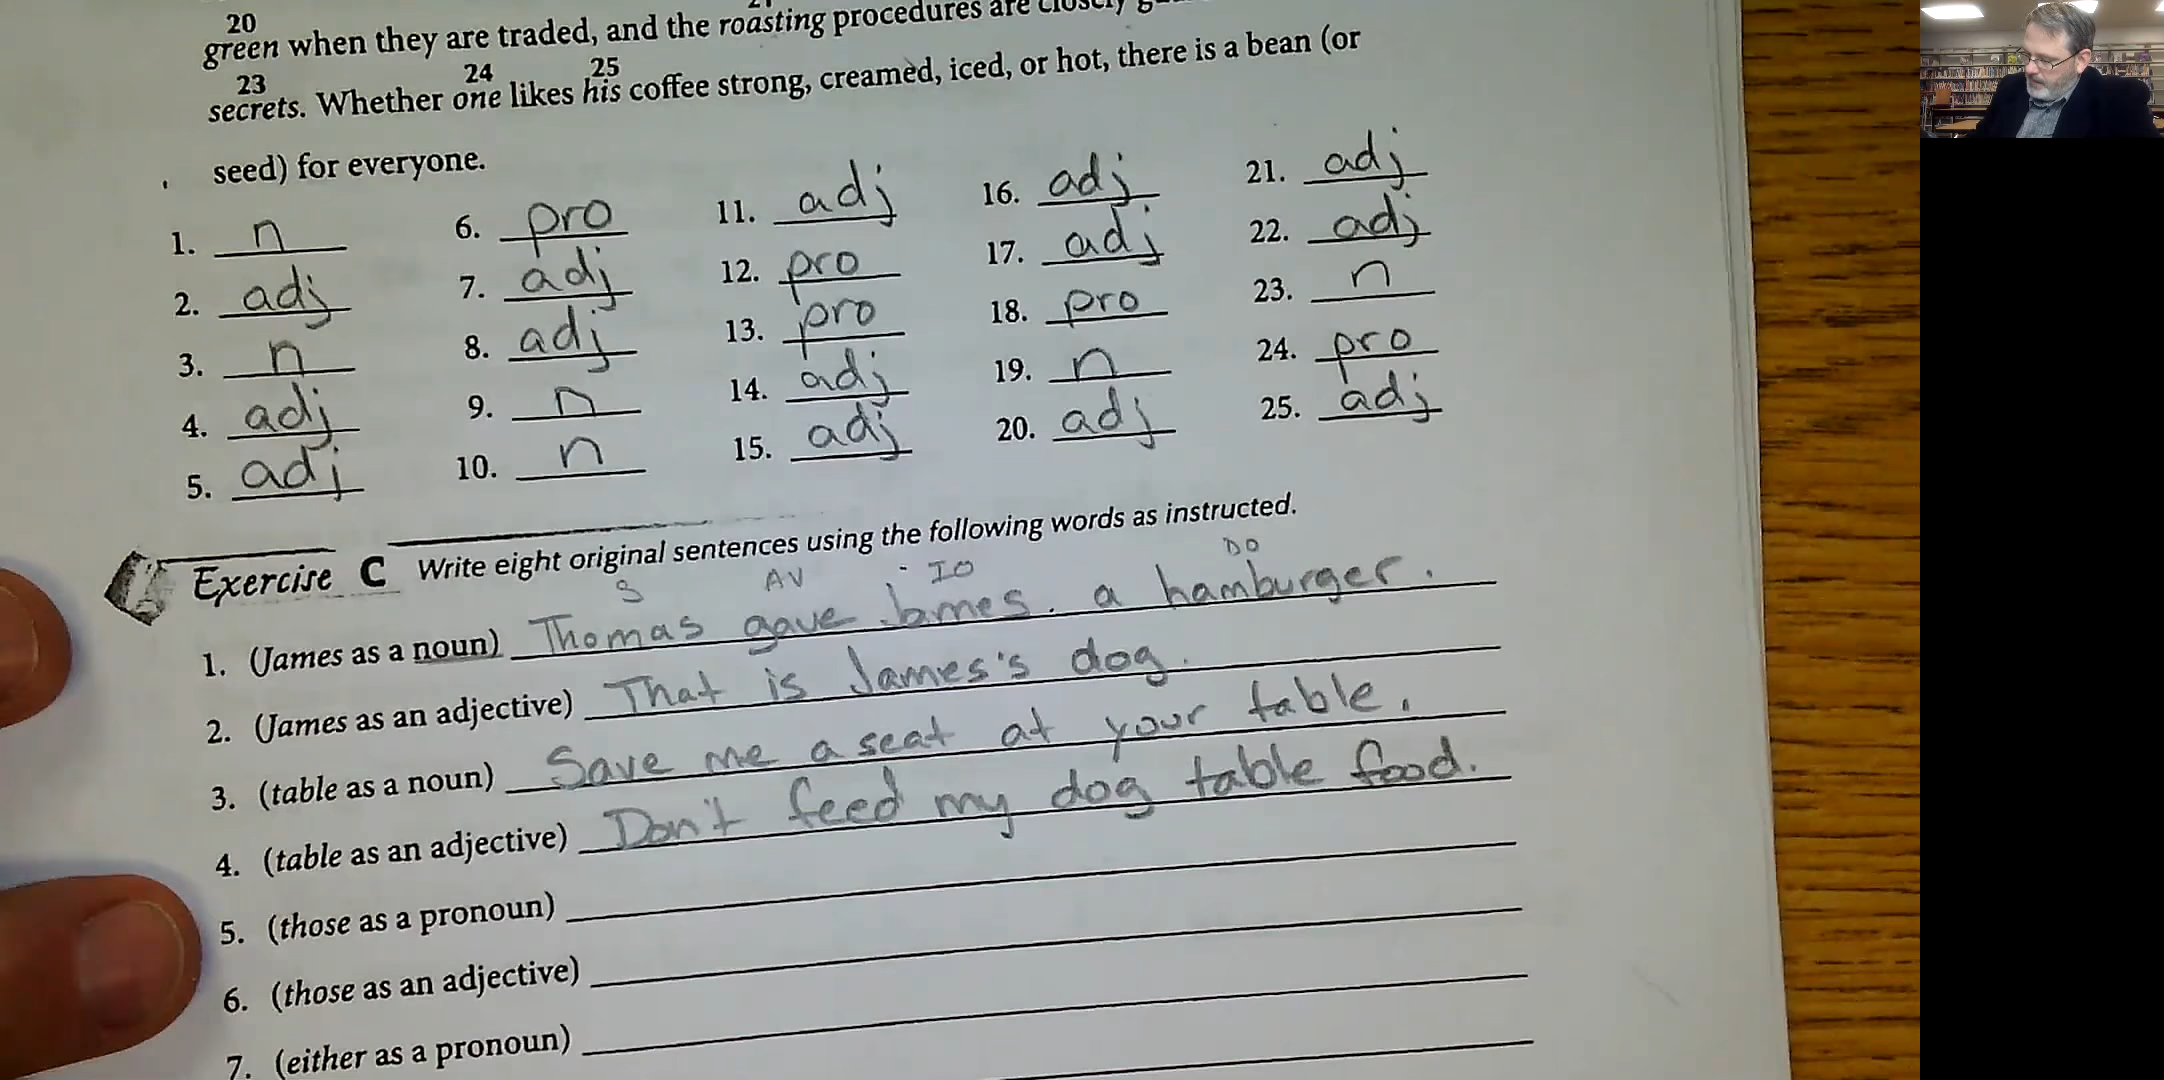 20
green when they are traded, and the roasting procedures are closely
23 24 25
secrets. Whether one likes his coffee strong, creamed, iced, or hot, there is a bean (or
seed) for everyone.
1. n 6. pro 11. adj 16. adj 21. adj
2. adj 7. adj 12. pro 17. adj 22. adj
3. n 8. adj 13. pro 18. pro 23. n
4. adj 9. n 14. adj 19. n 24. pro
5. adj 10. n 15. adj 20. adj 25. adj
Exercise C Write eight original sentences using the following words as instructed.
S AV IO DO
1. (James as a noun) Thomas gave James a hamburger.
2. (James as an adjective) That is James's dog.
3. (table as a noun) Save me a seat at your table.
4. (table as an adjective) Don't feed my dog table food.
5. (those as a pronoun)
6. (those as an adjective)
7. (either as a pronoun)